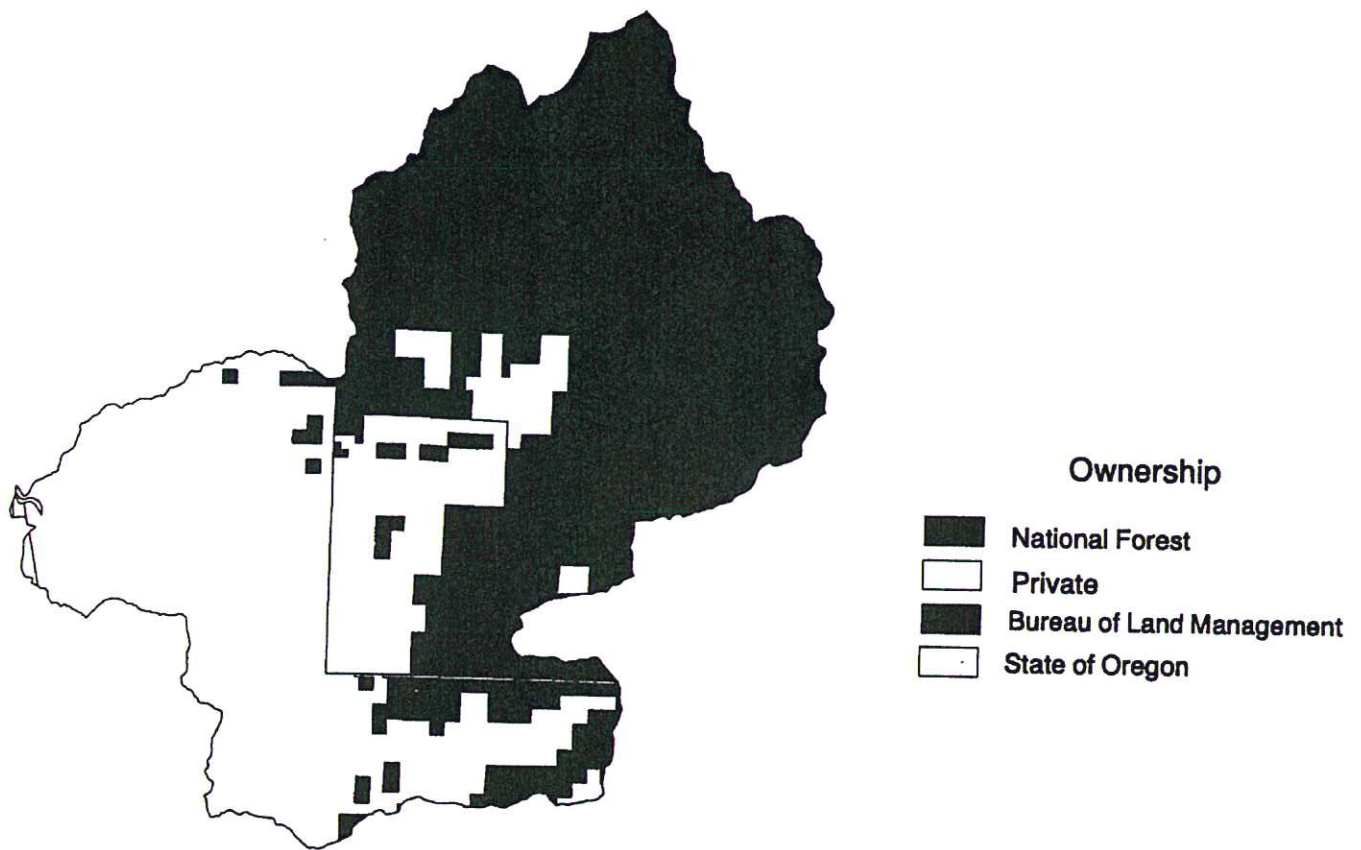 Ownership
National Forest
Private
Bureau of Land Management
State of Oregon